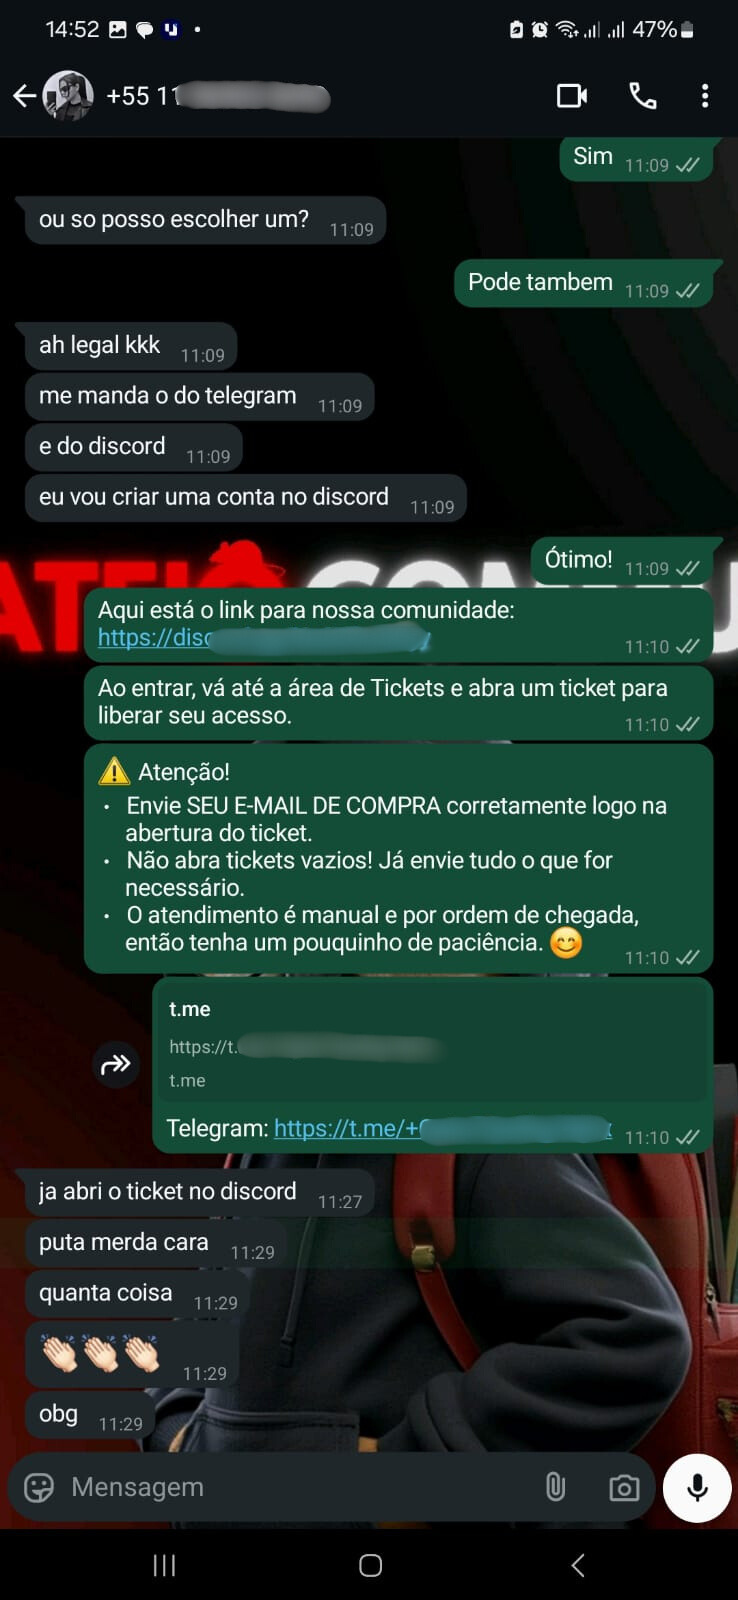 14:52
47%
+55 11
Sim 11:09
ou so posso escolher um? 11:09
Pode tambem 11:09
ah legal kkk 11:09
me manda o do telegram 11:09
e do discord 11:09
eu vou criar uma conta no discord 11:09
Ótimo! 11:09
Aqui está o link para nossa comunidade:
https://disc
11:10
Ao entrar, vá até a área de Tickets e abra um ticket para
liberar seu acesso. 11:10
⚠️ Atenção!
• Envie SEU E-MAIL DE COMPRA corretamente logo na
abertura do ticket.
• Não abra tickets vazios! Já envie tudo o que for
necessário.
• O atendimento é manual e por ordem de chegada,
então tenha um pouquinho de paciência. 😊 11:10
t.me
https://t.
t.me
Telegram: https://t.me/+ 11:10
ja abri o ticket no discord 11:27
puta merda cara 11:29
quanta coisa 11:29
👏🏻👏🏻👏🏻 11:29
obg 11:29
Mensagem